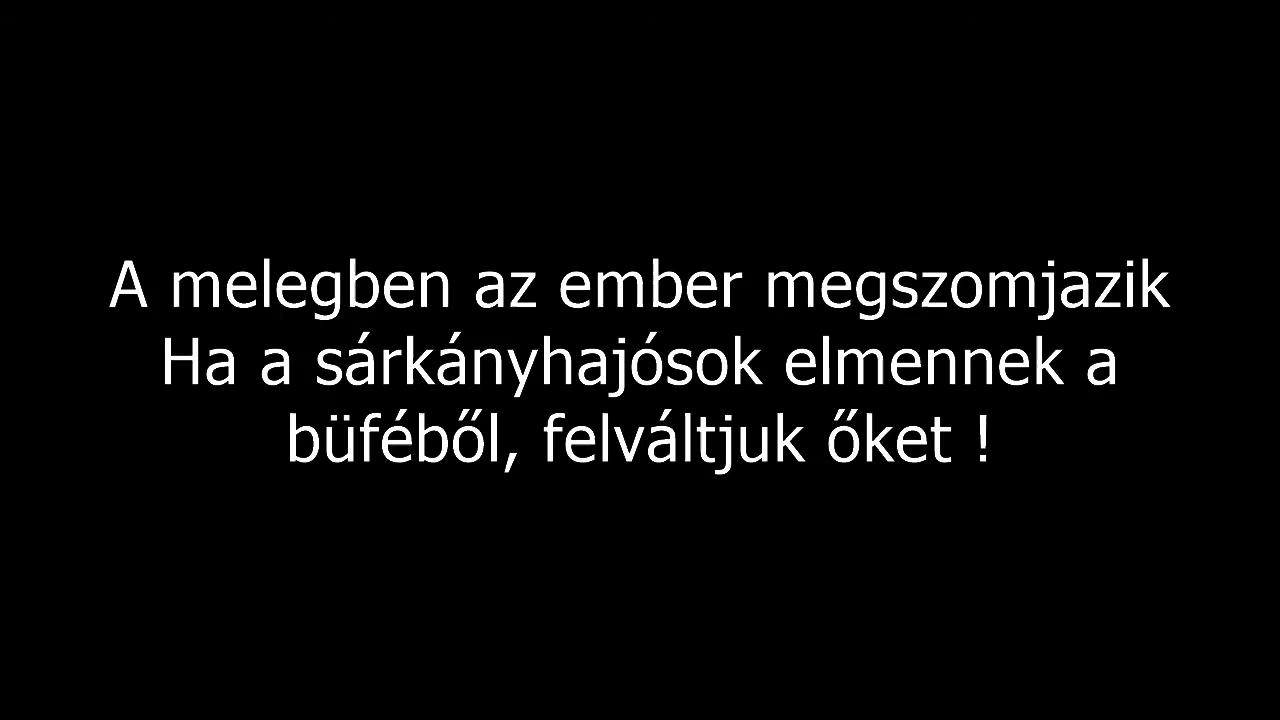 A melegben az ember megszomjazik
Ha a sárkányhajósok elmennek a
büféből, felváltjuk őket !